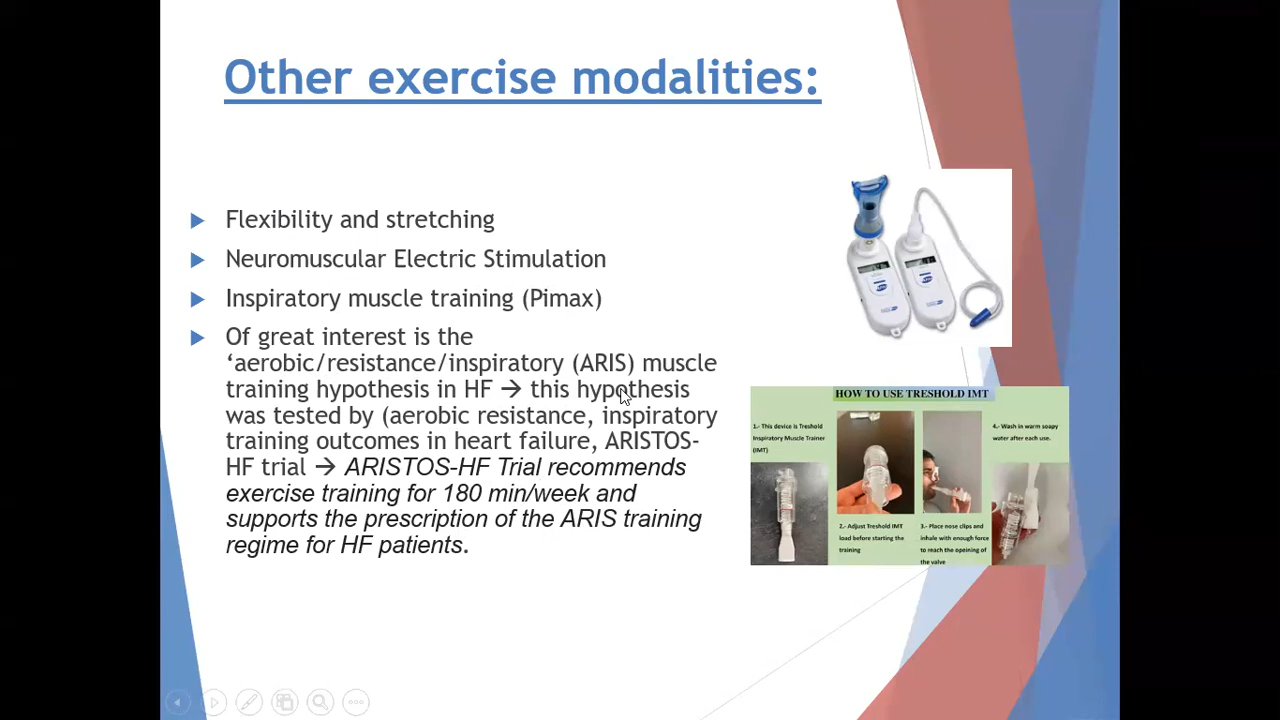 Other exercise modalities:
Flexibility and stretching
Neuromuscular Electric Stimulation
Inspiratory muscle training (Pimax)
Of great interest is the
‘aerobic/resistance/inspiratory (ARIS) muscle
training hypothesis in HF → this hypothesis
was tested by (aerobic resistance, inspiratory
training outcomes in heart failure, ARISTOS-
HF trial → ARISTOS-HF Trial recommends
exercise training for 180 min/week and
supports the prescription of the ARIS training
regime for HF patients.
HOW TO USE TRESHOLD IMT
1.- This device is Treshold
Inspiratory Muscle Trainer
(IMT)
2.- Adjust Treshold IMT
load before starting the
training
3.- Place nose clips and
inhale with enough force
to reach the opeining of
the valve
4.- Wash in warm soapy
water after each use.